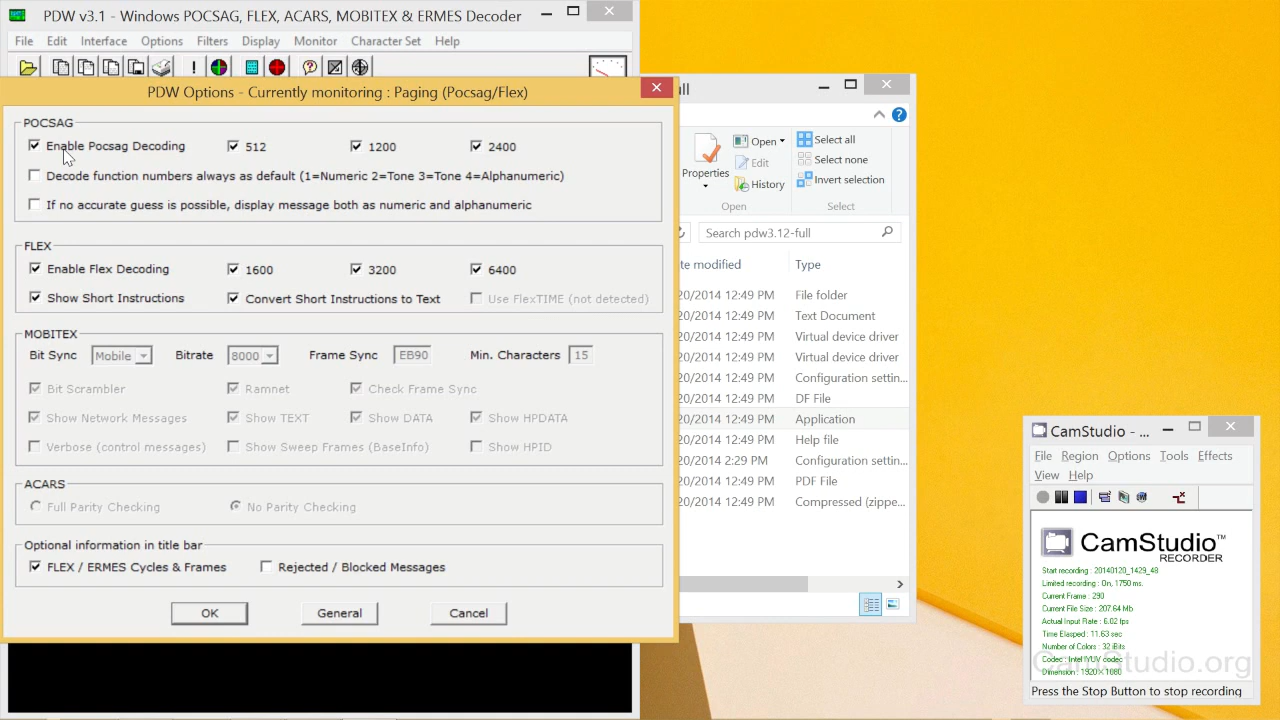 PDW v3.1 - Windows POCSAG, FLEX, ACARS, MOBITEX & ERMES Decoder
File Edit Interface Options Filters Display Monitor Character Set Help
PDW Options - Currently monitoring : Paging (Pocsag/Flex)
POCSAG
Enable Pocsag Decoding 512 1200 2400
Decode function numbers always as default (1=Numeric 2=Tone 3=Tone 4=Alphanumeric)
If no accurate guess is possible, display message both as numeric and alphanumeric
FLEX
Enable Flex Decoding 1600 3200 6400
Show Short Instructions Convert Short Instructions to Text Use FlexTIME (not detected)
MOBITEX
Bit Sync Mobile Bitrate 8000 Frame Sync EB90 Min. Characters 15
Bit Scrambler Ramnet Check Frame Sync
Show Network Messages Show TEXT Show DATA Show HPDATA
Verbose (control messages) Show Sweep Frames (BaseInfo) Show HPID
ACARS
Full Parity Checking No Parity Checking
Optional information in title bar
FLEX / ERMES Cycles & Frames Rejected / Blocked Messages
OK General Cancel
ull
Properties
Open
Edit
History
Open
Select all
Select none
Invert selection
Select
Search pdw3.12-full
te modified Type
20/2014 12:49 PM File folder
20/2014 12:49 PM Text Document
20/2014 12:49 PM Virtual device driver
20/2014 12:49 PM Virtual device driver
20/2014 12:49 PM Configuration settin...
20/2014 12:49 PM DF File
20/2014 12:49 PM Application
20/2014 12:49 PM Help file
20/2014 2:29 PM Configuration settin...
20/2014 12:49 PM PDF File
20/2014 12:49 PM Compressed (zippe...
CamStudio - ...
File Region Options Tools Effects
View Help
CamStudio™
RECORDER
Start recording : 20140120_1429_48
Limited recording : On, 1750 ms.
Current Frame : 290
Current File Size : 207.64 Mb
Actual Input Rate : 6.02 fps
Time Elasped : 11.63 sec
Number of Colors : 32 iBits
Codec : Intel IYUV codec
Dimension : 1920X1080
CamStudio.org
Press the Stop Button to stop recording